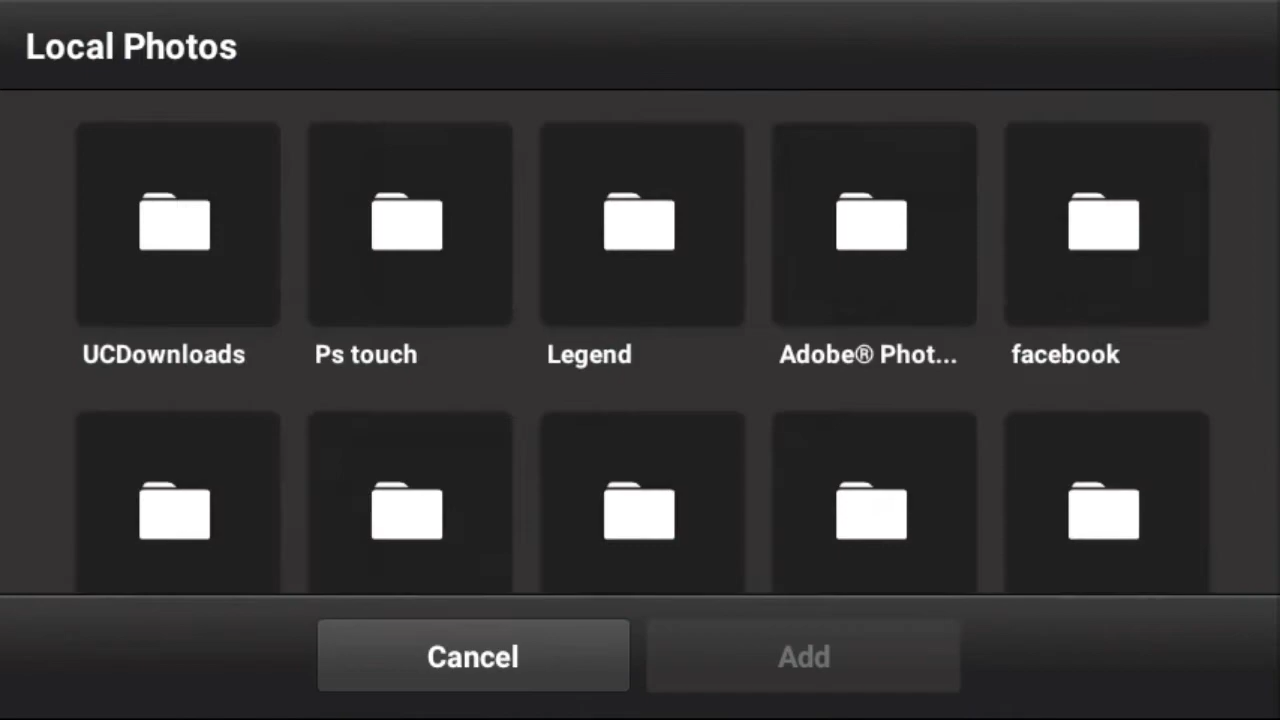 Local Photos
UCDownloads
Ps touch
Legend
Adobe® Phot...
facebook
Cancel
Add